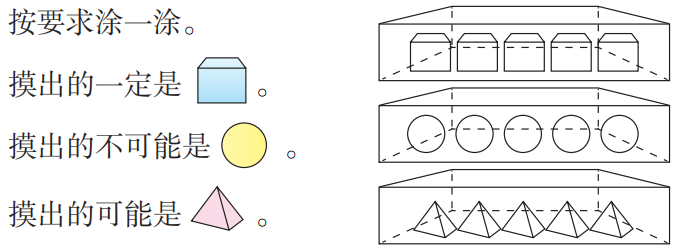 按要求涂一涂。
摸出的一定是 。
摸出的不可能是 。
摸出的可能是 。